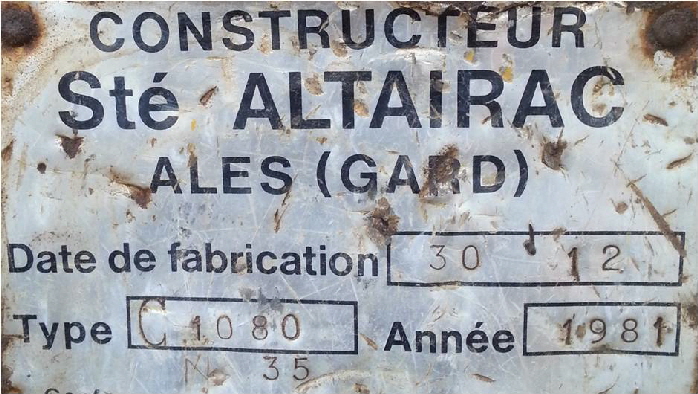 CONSTRUCTEUR
Sté ALTAIRAC
ALES (GARD)
Date de fabrication 30 12
Type C 1080 Année 1981
N. 35